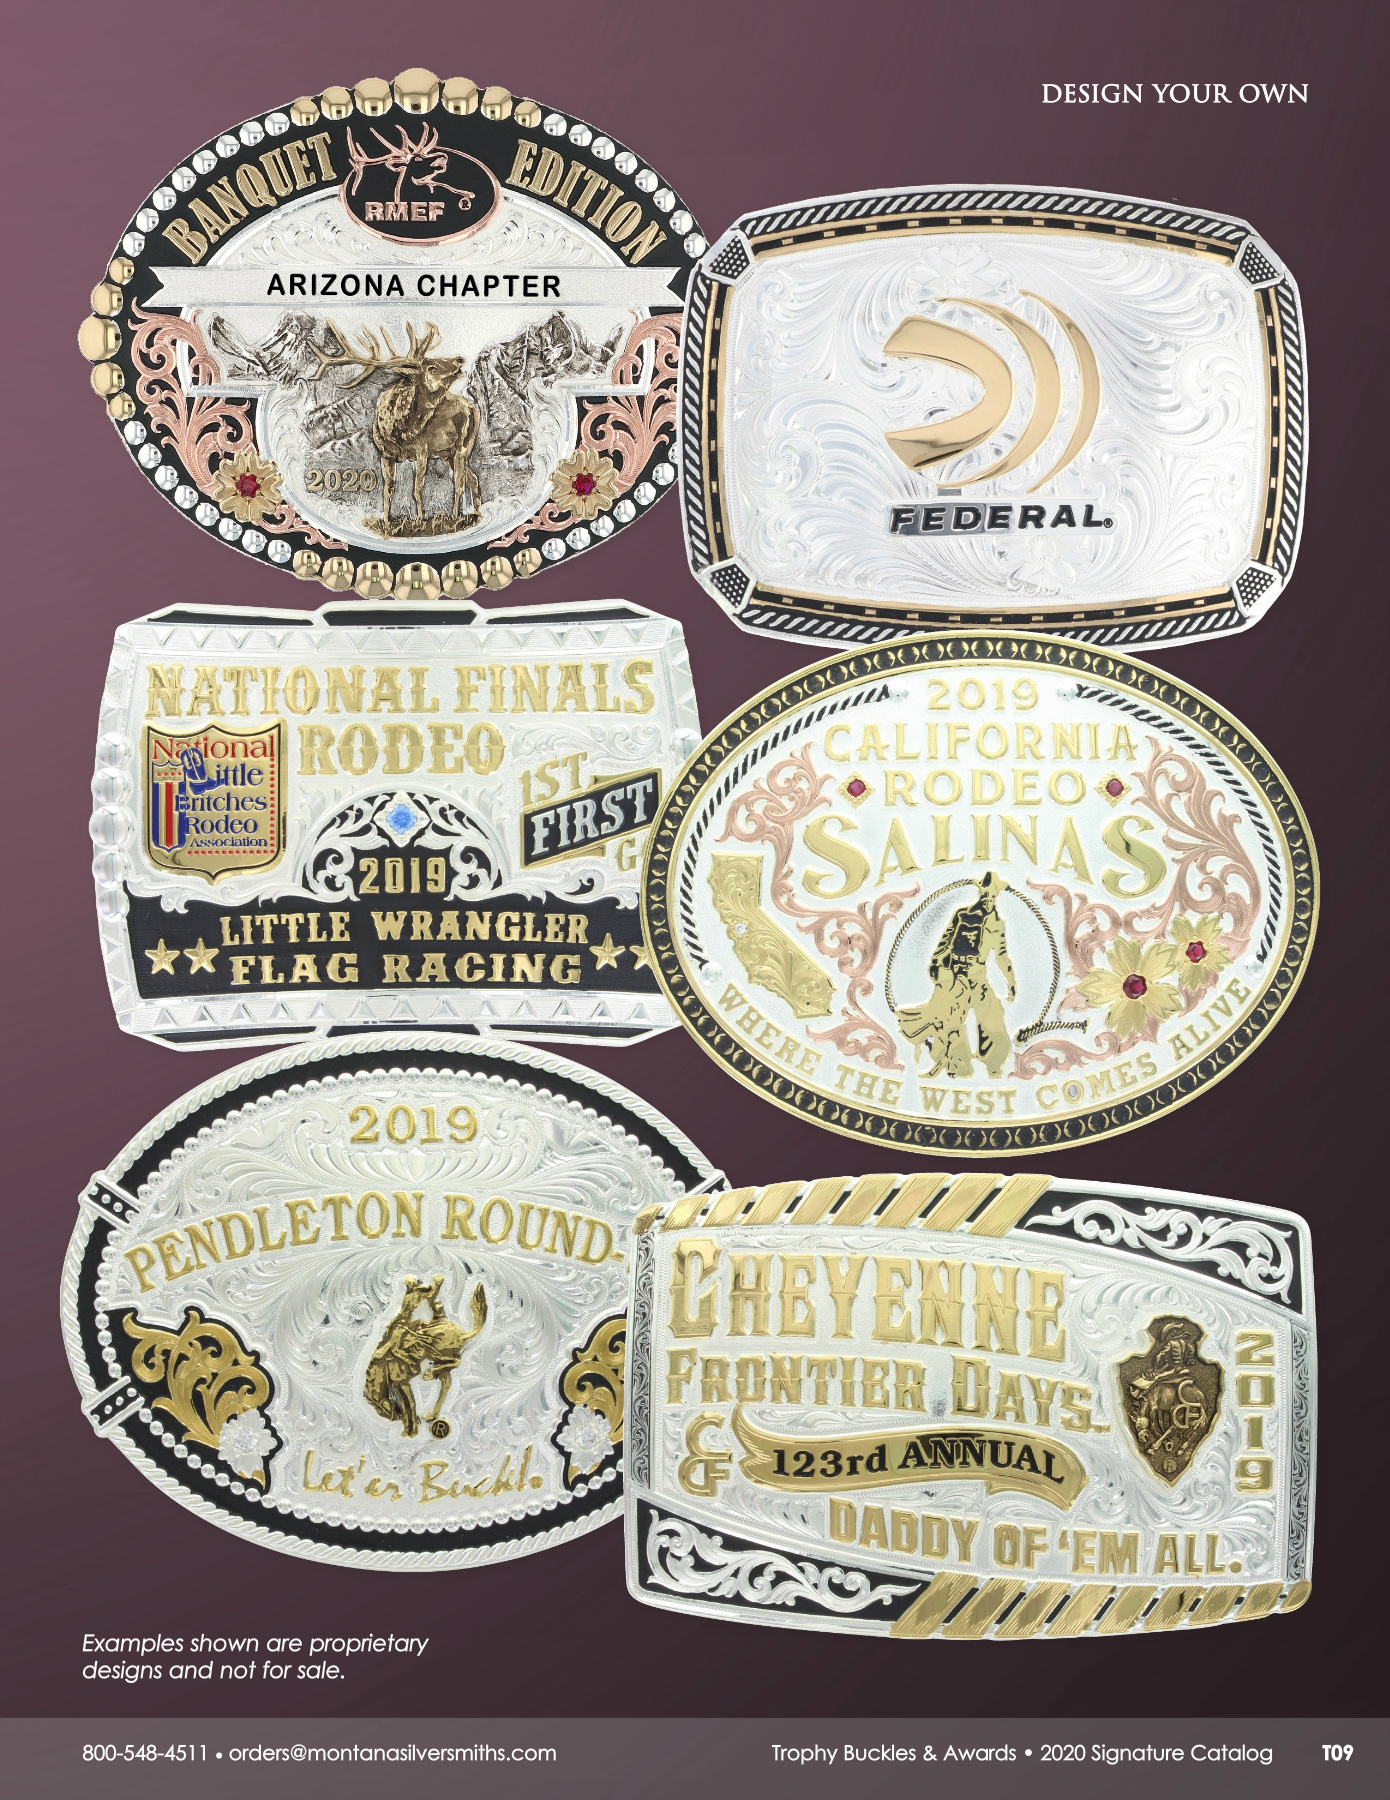 DESIGN YOUR OWN
BANQUET EDITION
RMEF ®
ARIZONA CHAPTER
2020
FEDERAL®
NATIONAL FINALS
RODEO
National
Little
Britches
Rodeo
Association
1ST
FIRST
G
2019
LITTLE WRANGLER
FLAG RACING
2019
CALIFORNIA
RODEO
SALINAS
WHERE THE WEST COMES ALIVE
2019
PENDLETON ROUND-
®
Let'er Buck!®
CHEYENNE
FRONTIER DAYS™
CFD
123rd ANNUAL
DADDY OF 'EM ALL®
2019
®
Examples shown are proprietary
designs and not for sale.
800-548-4511 • orders@montanasilversmiths.com
Trophy Buckles & Awards • 2020 Signature Catalog T09